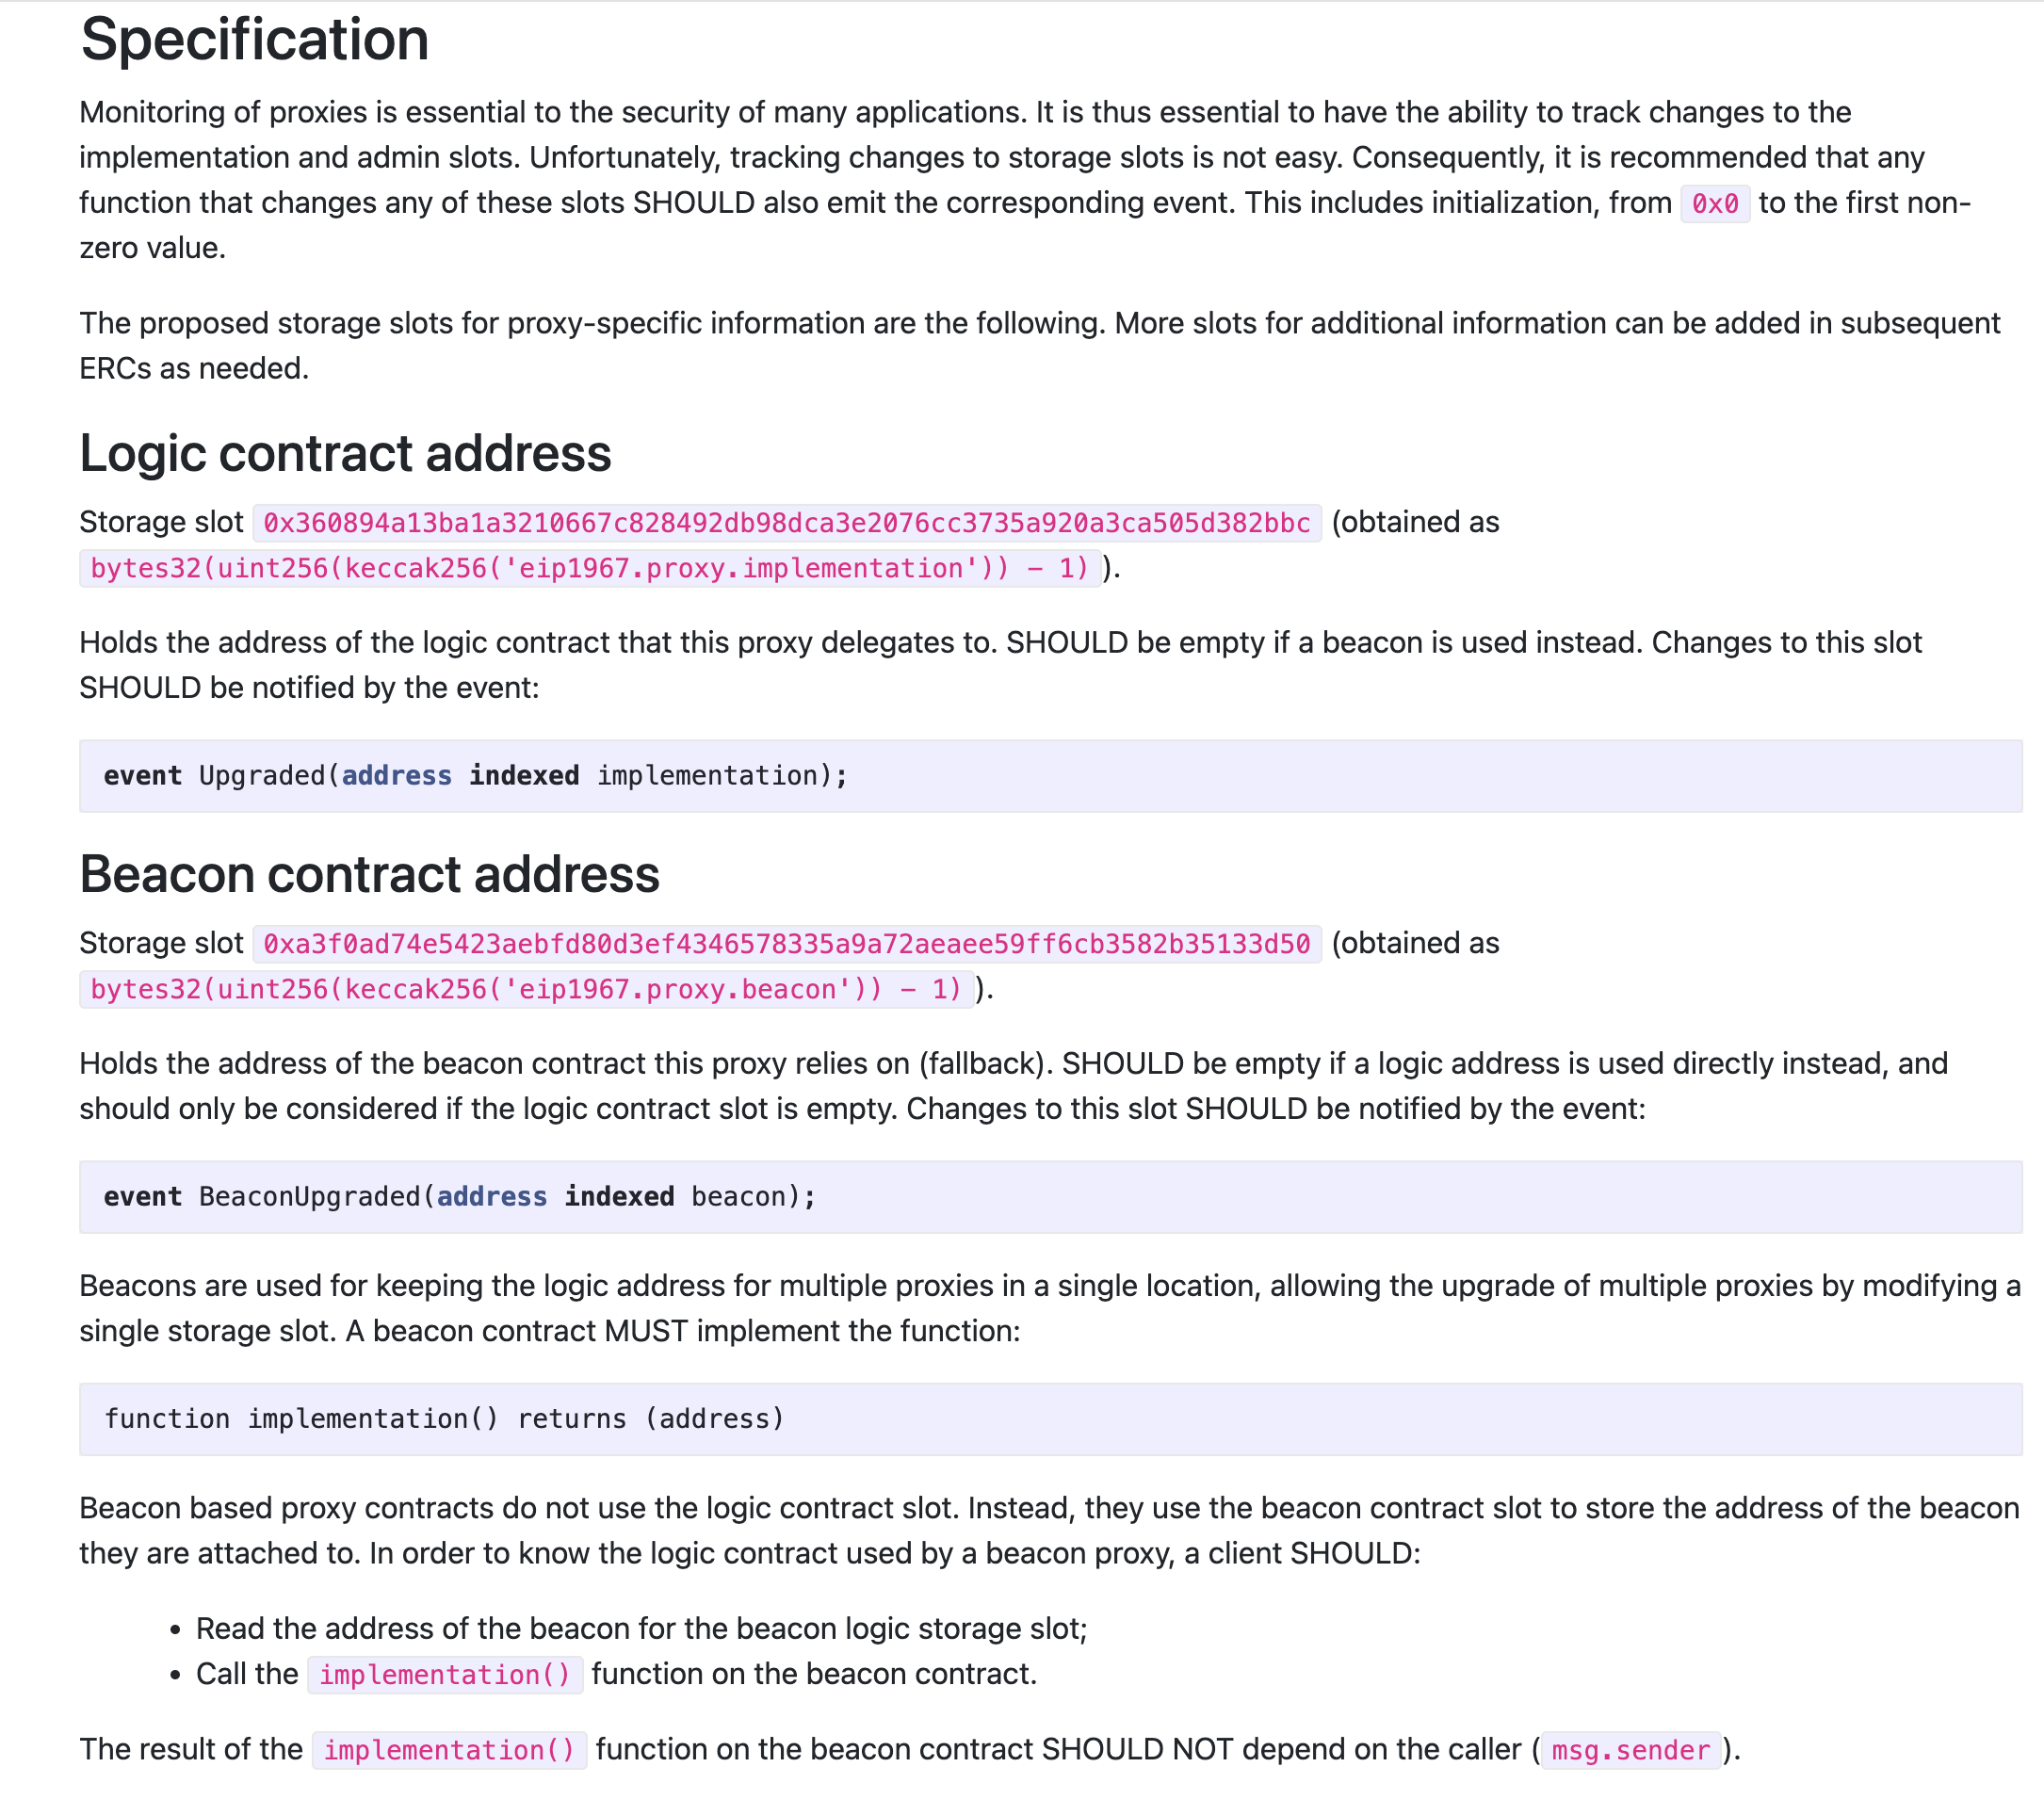 Specification
Monitoring of proxies is essential to the security of many applications. It is thus essential to have the ability to track changes to the
implementation and admin slots. Unfortunately, tracking changes to storage slots is not easy. Consequently, it is recommended that any
function that changes any of these slots SHOULD also emit the corresponding event. This includes initialization, from 0x0 to the first non-
zero value.
The proposed storage slots for proxy-specific information are the following. More slots for additional information can be added in subsequent
ERCs as needed.
Logic contract address
Storage slot 0x360894a13ba1a3210667c828492db98dca3e2076cc3735a920a3ca505d382bbc (obtained as
bytes32(uint256(keccak256('eip1967.proxy.implementation')) - 1)).
Holds the address of the logic contract that this proxy delegates to. SHOULD be empty if a beacon is used instead. Changes to this slot
SHOULD be notified by the event:
event Upgraded(address indexed implementation);
Beacon contract address
Storage slot 0xa3f0ad74e5423aebfd80d3ef4346578335a9a72aeaee59ff6cb3582b35133d50 (obtained as
bytes32(uint256(keccak256('eip1967.proxy.beacon')) - 1)).
Holds the address of the beacon contract this proxy relies on (fallback). SHOULD be empty if a logic address is used directly instead, and
should only be considered if the logic contract slot is empty. Changes to this slot SHOULD be notified by the event:
event BeaconUpgraded(address indexed beacon);
Beacons are used for keeping the logic address for multiple proxies in a single location, allowing the upgrade of multiple proxies by modifying a
single storage slot. A beacon contract MUST implement the function:
function implementation() returns (address)
Beacon based proxy contracts do not use the logic contract slot. Instead, they use the beacon contract slot to store the address of the beacon
they are attached to. In order to know the logic contract used by a beacon proxy, a client SHOULD:
• Read the address of the beacon for the beacon logic storage slot;
• Call the implementation() function on the beacon contract.
The result of the implementation() function on the beacon contract SHOULD NOT depend on the caller (msg.sender).